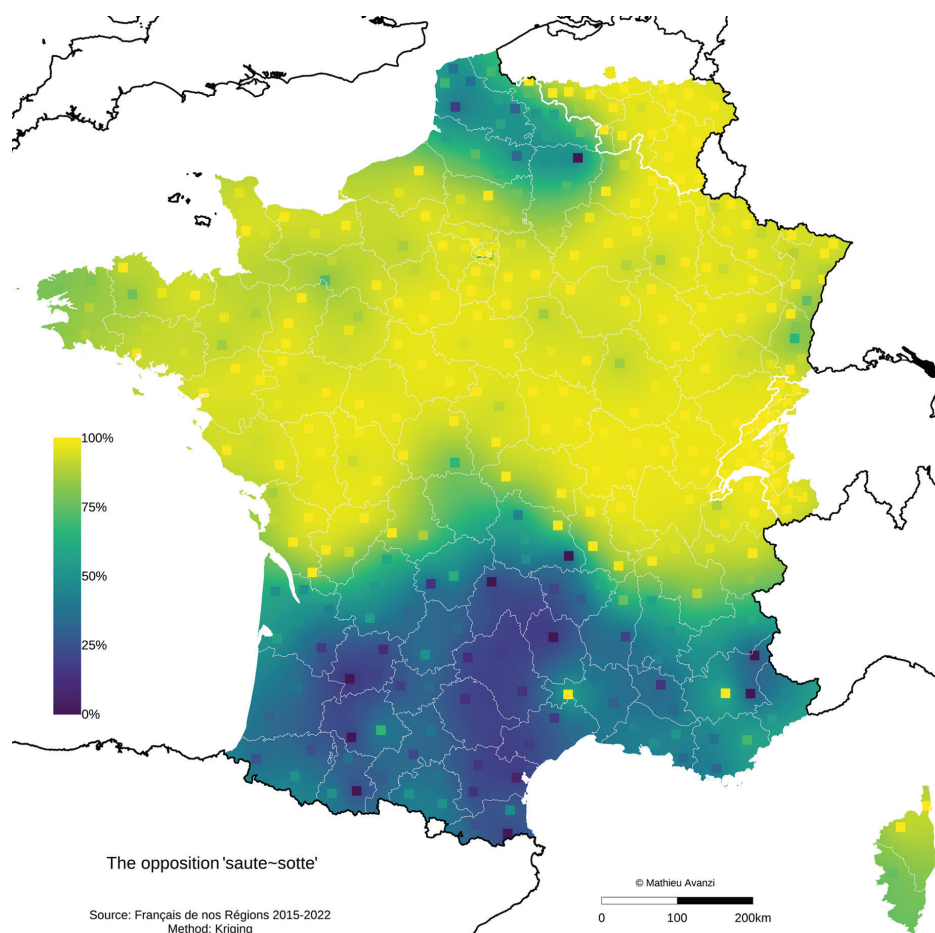 100%
75%
50%
25%
0%
The opposition 'saute~sotte'
© Mathieu Avanzi
0 100 200km
Source: Français de nos Régions 2015-2022
Method: Kriging